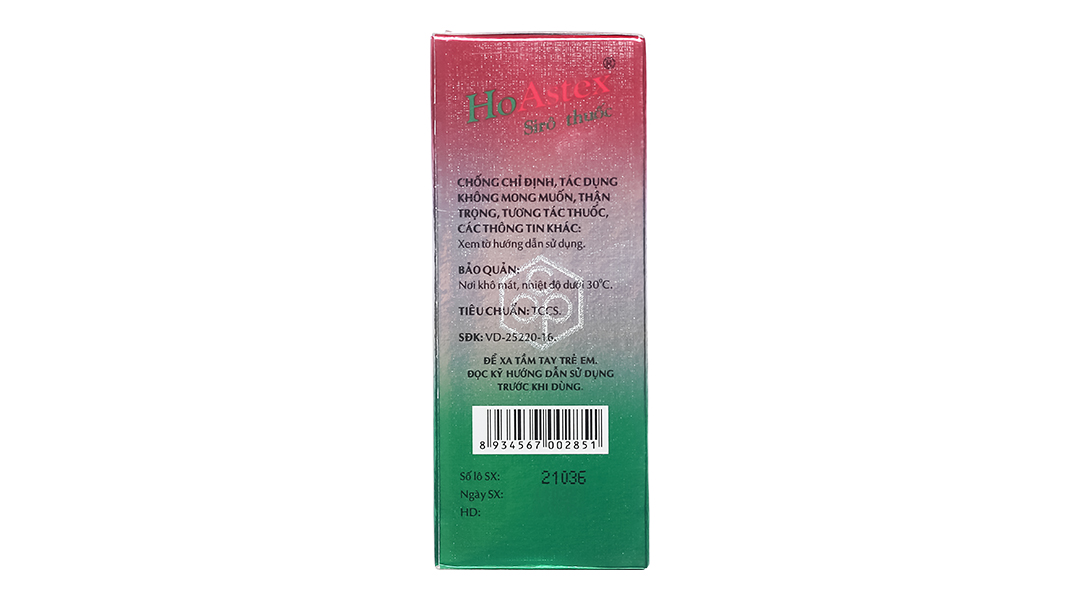 HoAstex®
Sirô thuốc
CHỐNG CHỈ ĐỊNH, TÁC DỤNG
KHÔNG MONG MUỐN, THẬN
TRỌNG, TƯƠNG TÁC THUỐC,
CÁC THÔNG TIN KHÁC:
Xem tờ hướng dẫn sử dụng.
BẢO QUẢN:
Nơi khô mát, nhiệt độ dưới 30°C.
TIÊU CHUẨN: TCCS.
SĐK: VD-25220-16.
OPC
ĐỂ XA TẦM TAY TRẺ EM.
ĐỌC KỸ HƯỚNG DẪN SỬ DỤNG
TRƯỚC KHI DÙNG.
8 934567 002851
Số lô SX: 21036
Ngày SX:
HD: